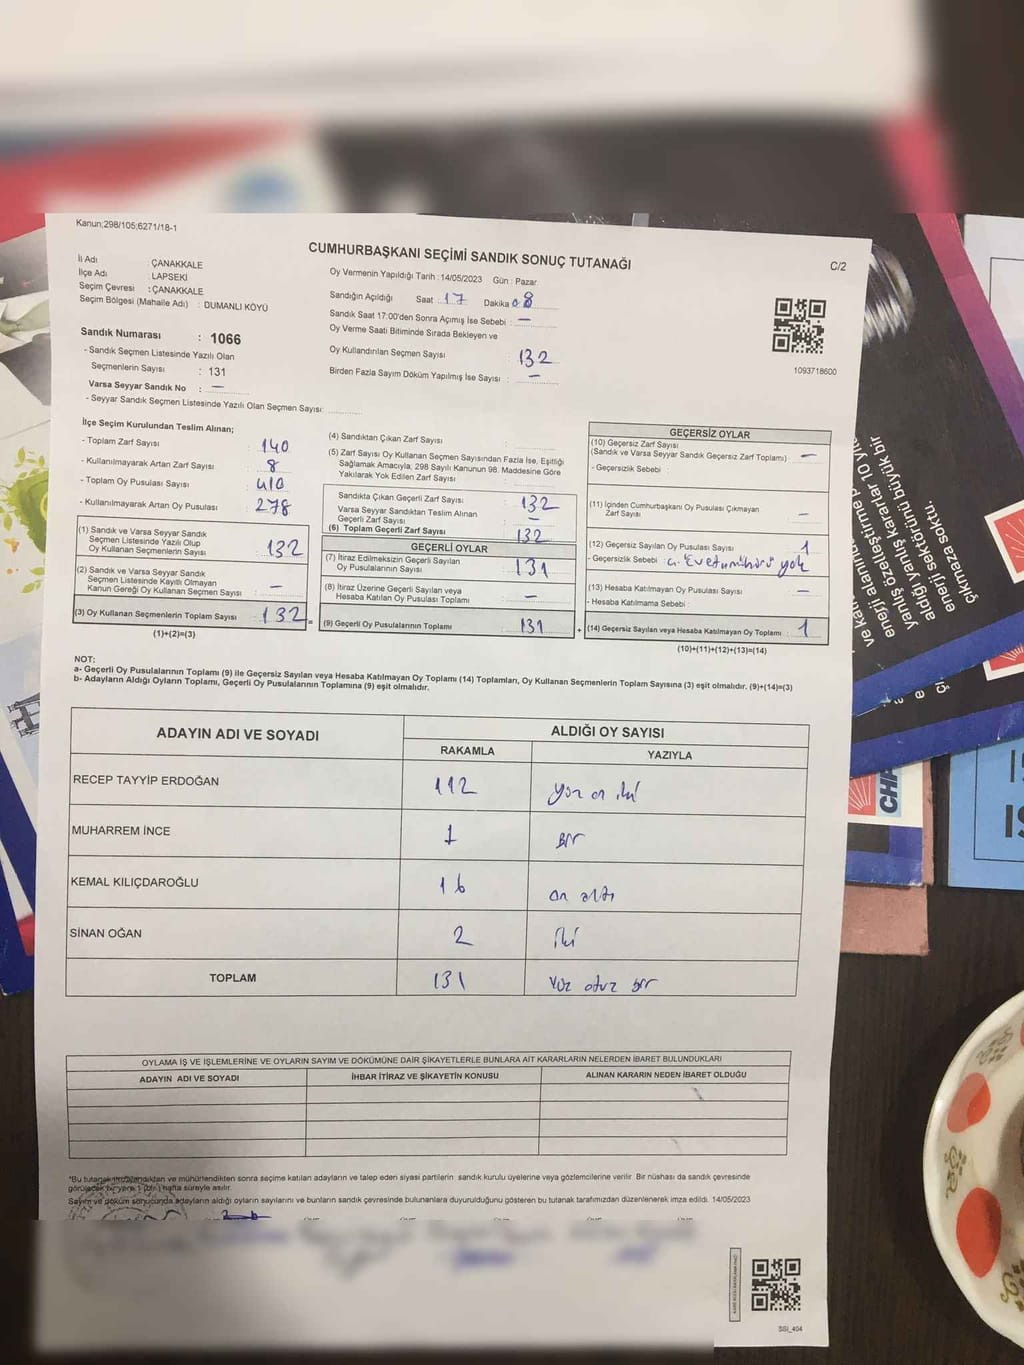 Kanun;298/105;6271/18-1
CUMHURBAŞKANI SEÇİMİ SANDIK SONUÇ TUTANAĞI
C/2
İl Adı : ÇANAKKALE
İlçe Adı : LAPSEKİ
Seçim Çevresi : ÇANAKKALE
Seçim Bölgesi (Mahalle Adı) : DUMANLI KÖYÜ
Sandık Numarası : 1066
- Sandık Seçmen Listesinde Yazılı Olan
Seçmenlerin Sayısı : 131
Varsa Seyyar Sandık No : —
- Seyyar Sandık Seçmen Listesinde Yazılı Olan Seçmen Sayısı:
Oy Vermenin Yapıldığı Tarih :14/05/2023 Gün : Pazar
Sandığın Açıldığı Saat :17 Dakika 08
Sandık Saat 17:00'den Sonra Açımış İse Sebebi : —
Oy Verme Saati Bitiminde Sırada Bekleyen ve
Oy Kullandırılan Seçmen Sayısı : 132
Birden Fazla Sayım Döküm Yapılmış İse Sayısı : —
1093718600
İlçe Seçim Kurulundan Teslim Alınan;
- Toplam Zarf Sayısı : 140
- Kullanılmayarak Artan Zarf Sayısı : 8
- Toplam Oy Pusulası Sayısı : 410
- Kullanılmayarak Artan Oy Pusulası : 278
(1) Sandık ve Varsa Seyyar Sandık
Seçmen Listesinde Yazılı Olup
Oy Kullanan Seçmenlerin Sayısı : 132
(2) Sandık ve Varsa Seyyar Sandık
Seçmen Listesinde Kayıtlı Olmayan
Kanun Gereği Oy Kullanan Seçmen Sayısı : —
(3) Oy Kullanan Seçmenlerin Toplam Sayısı : 132
(1)+(2)=(3)
(4) Sandıktan Çıkan Zarf Sayısı :
(5) Zarf Sayısı Oy Kullanan Seçmen Sayısından Fazla İse, Eşitliği
Sağlamak Amacıyla; 298 Sayılı Kanunun 98. Maddesine Göre
Yakılarak Yok Edilen Zarf Sayısı :
Sandıkta Çıkan Geçerli Zarf Sayısı : 132
Varsa Seyyar Sandıktan Teslim Alınan
Geçerli Zarf Sayısı : —
(6) Toplam Geçerli Zarf Sayısı : 132
GEÇERLİ OYLAR
(7) İtiraz Edilmeksizin Geçerli Sayılan
Oy Pusulalarının Sayısı : 131
(8) İtiraz Üzerine Geçerli Sayılan veya
Hesaba Katılan Oy Pusulası Toplamı : —
(9) Geçerli Oy Pusulalarının Toplamı : 131
GEÇERSİZ OYLAR
(10) Geçersiz Zarf Sayısı
(Sandık ve Varsa Seyyar Sandık Geçersiz Zarf Toplamı) : —
- Geçersizlik Sebebi :
(11) İçinden Cumhurbaşkanı Oy Pusulası Çıkmayan
Zarf Sayısı : —
(12) Geçersiz Sayılan Oy Pusulası Sayısı : 1
- Geçersizlik Sebebi : a. "Evet mührü" yok
(13) Hesaba Katılmayan Oy Pusulası Sayısı : —
- Hesaba Katılmama Sebebi :
(14) Geçersiz Sayılan veya Hesaba Katılmayan Oy Toplamı : 1
(10)+(11)+(12)+(13)=(14)
NOT:
a- Geçerli Oy Pusulalarının Toplamı (9) ile Geçersiz Sayılan veya Hesaba Katılmayan Oy Toplamı (14) Toplamları, Oy Kullanan Seçmenlerin Toplam Sayısına (3) eşit olmalıdır. (9)+(14)=(3)
b- Adayların Aldığı Oyların Toplamı, Geçerli Oy Pusulalarının Toplamına (9) eşit olmalıdır.
ADAYIN ADI VE SOYADI
ALDIĞI OY SAYISI
RAKAMLA YAZIYLA
RECEP TAYYİP ERDOĞAN 112 yüz on iki
MUHARREM İNCE 1 bir
KEMAL KILIÇDAROĞLU 16 on altı
SİNAN OĞAN 2 iki
TOPLAM 131 yüz otuz bir
OYLAMA İŞ VE İŞLEMLERİNE VE OYLARIN SAYIM VE DÖKÜMÜNE DAİR ŞİKAYETLERLE BUNLARA AİT KARARLARIN NELERDEN İBARET BULUNDUKLARI
ADAYIN ADI VE SOYADI İHBAR İTİRAZ VE ŞİKAYETİN KONUSU ALINAN KARARIN NEDEN İBARET OLDUĞU
*Bu tutanak imzalandıktan ve mühürlendikten sonra seçime katılan adayların ve talep eden siyasi partilerin sandık kurulu üyelerine veya gözlemcilerine verilir. Bir nüshası da sandık çevresinde
görülecek bir yere 1 (bir) hafta süreyle asılır.
Sayım ve döküm sonucunda adayların aldığı oyların sayılarını ve bunların sandık çevresinde bulunanlara duyurulduğunu gösteren bu tutanak tarafımızdan düzenlenerek imza edildi. 14/05/2023
SSİ_404
enerji alanında
yanlış özelleştirme
yanlış kararlar 10 yıl
enerji sektörünü büyük bir
çıkmaza soktu.
CHP